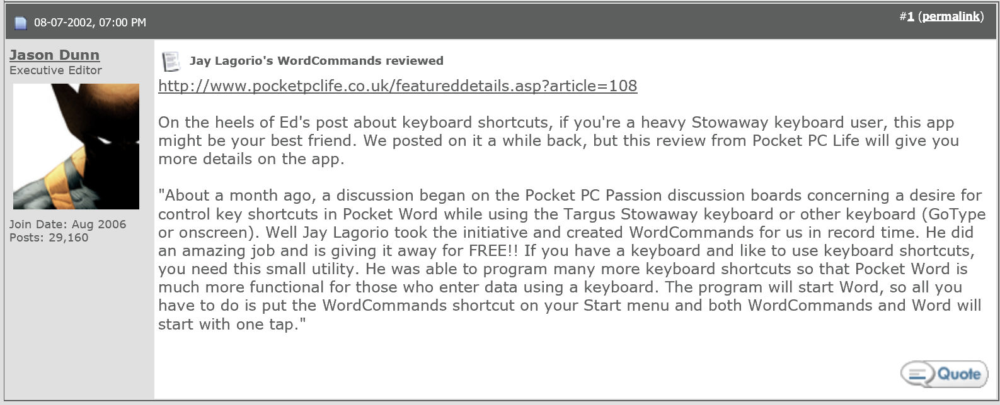 08-07-2002, 07:00 PM
#1 (permalink)
Jason Dunn
Executive Editor
Join Date: Aug 2006
Posts: 29,160
Jay Lagorio's WordCommands reviewed
http://www.pocketpclife.co.uk/featureddetails.asp?article=108
On the heels of Ed's post about keyboard shortcuts, if you're a heavy Stowaway keyboard user, this app
might be your best friend. We posted on it a while back, but this review from Pocket PC Life will give you
more details on the app.
"About a month ago, a discussion began on the Pocket PC Passion discussion boards concerning a desire for
control key shortcuts in Pocket Word while using the Targus Stowaway keyboard or other keyboard (GoType
or onscreen). Well Jay Lagorio took the initiative and created WordCommands for us in record time. He did
an amazing job and is giving it away for FREE!! If you have a keyboard and like to use keyboard shortcuts,
you need this small utility. He was able to program many more keyboard shortcuts so that Pocket Word is
much more functional for those who enter data using a keyboard. The program will start Word, so all you
have to do is put the WordCommands shortcut on your Start menu and both WordCommands and Word will
start with one tap."
Quote